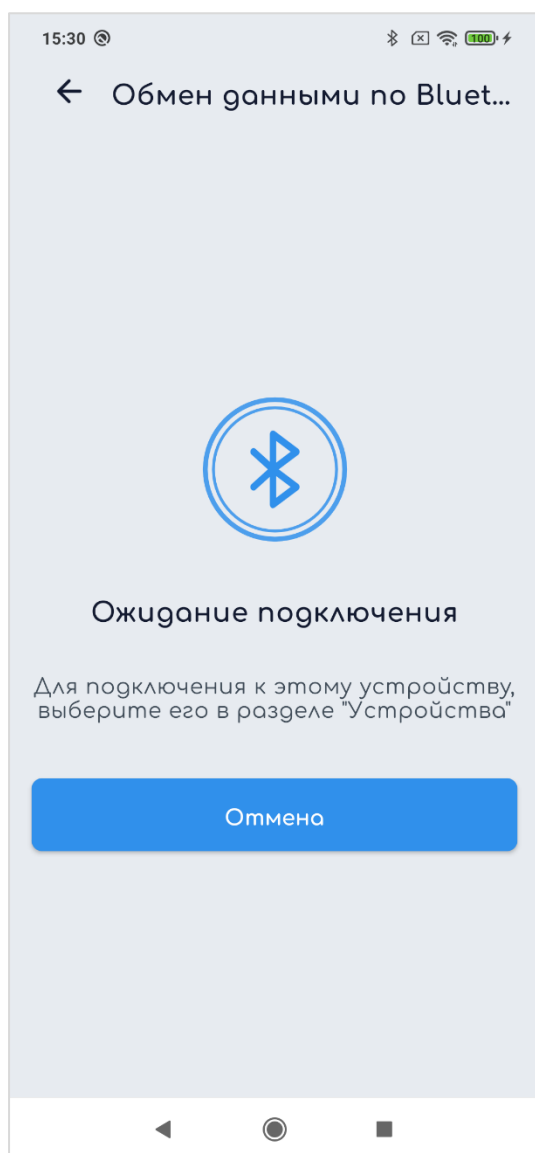 15:30
100
Обмен данными по Bluet...
Ожидание подключения
Для подключения к этому устройству,
выберите его в разделе "Устройства"
Отмена